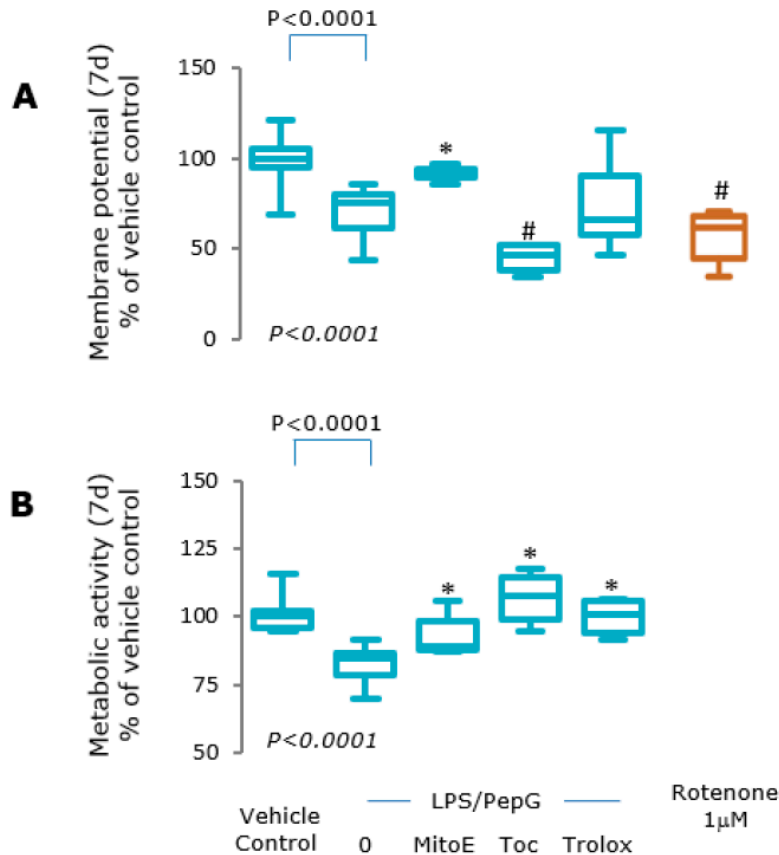 P<0.0001
A
Membrane potential (7d)
% of vehicle control
150
100
50
0
*
#
#
P<0.0001
P<0.0001
B
Metabolic activity (7d)
% of vehicle control
150
125
100
75
50
*
*
*
P<0.0001
Vehicle
Control
LPS/PepG
0
MitoE
Toc
Trolox
Rotenone
1µM